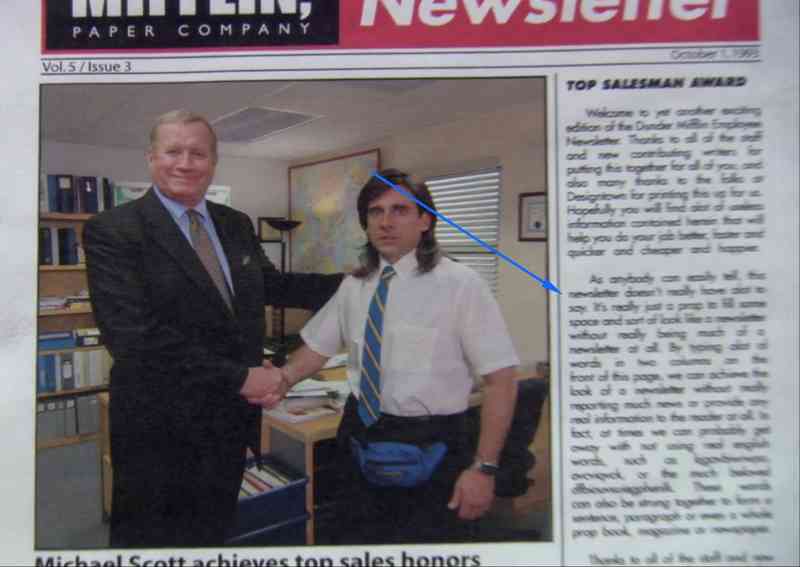 MIFFLIN,
PAPER COMPANY
Newsletter
Vol. 5 / Issue 3
October 1, 1993
Michael Scott achieves top sales honors
TOP SALESMAN AWARD
Welcome to yet another exciting
edition of the Dunder Mifflin Employee
Newsletter. Thanks to all of the staff
and new contributing writers for
putting this together for all of you, and
also many thanks to the folks at
Designtown for printing this up for us.
Hopefully you will find alot of useless
information contained herein that will
help you do your job better, faster and
quicker and cheaper and happier.
As anybody can easily tell, this
newsletter doesn't really have alot to
say. It's really just a prop to fill some
space and sort of look like a newsletter
without really being much of a
newsletter at all. By having alot of
words in two columns on the
front of this page, we can achieve the
look of a newsletter without really
reporting much news or provide any
real information to the reader at all. In
fact, at times we can probably get
away with not using real english
words, such as
or the much beloved
These words
can also be strung together to form a
sentence, paragraph or even a whole
prop book, magazine or newspaper.
Thanks to all of the staff and new